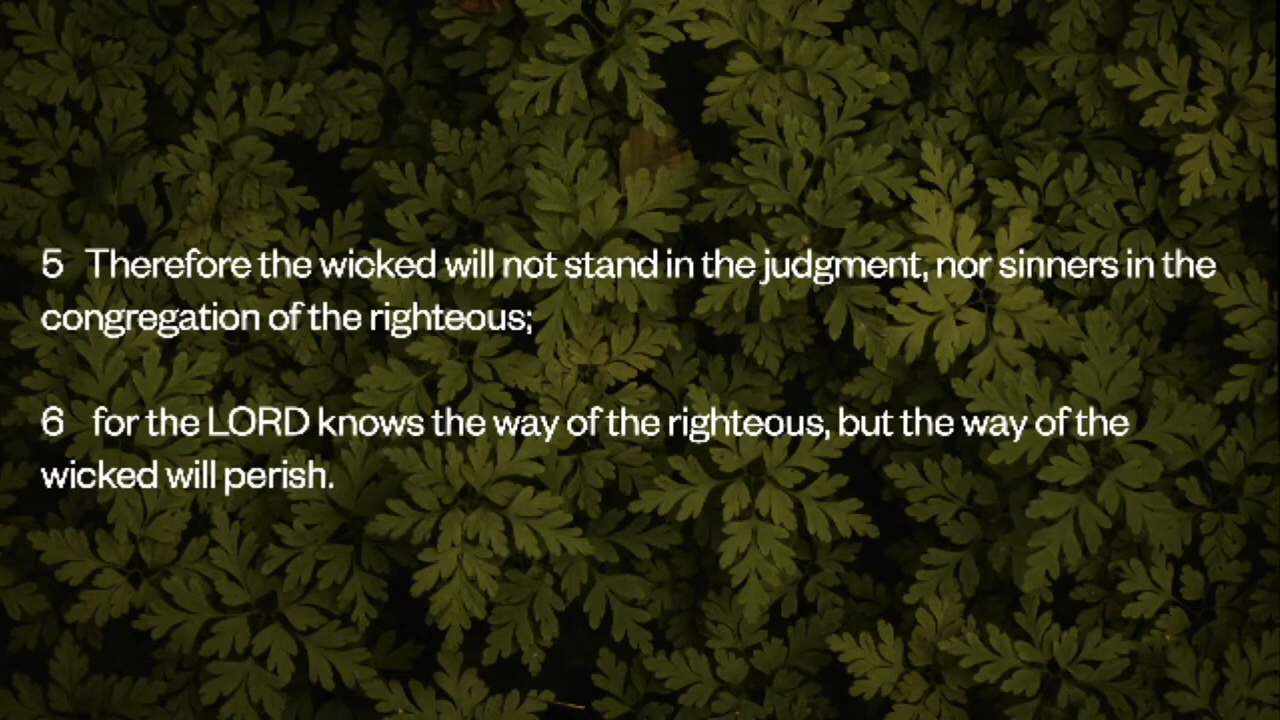 5 Therefore the wicked will not stand in the judgment, nor sinners in the
congregation of the righteous;
6 for the LORD knows the way of the righteous, but the way of the
wicked will perish.